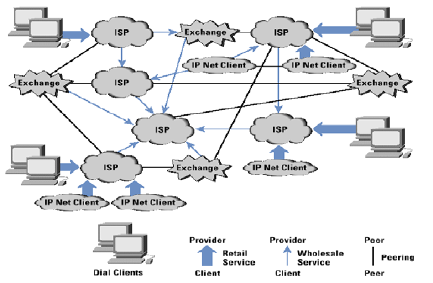 ISP
Exchange
ISP
Exchange
ISP
IP Net Client
IP Net Client
Exchange
ISP
ISP
ISP
Exchange
IP Net Client
IP Net Client
IP Net Client
Dial Clients
Provider
Retail
Service
Client
Provider
Wholesale
Service
Client
Poor
Peering
Peer